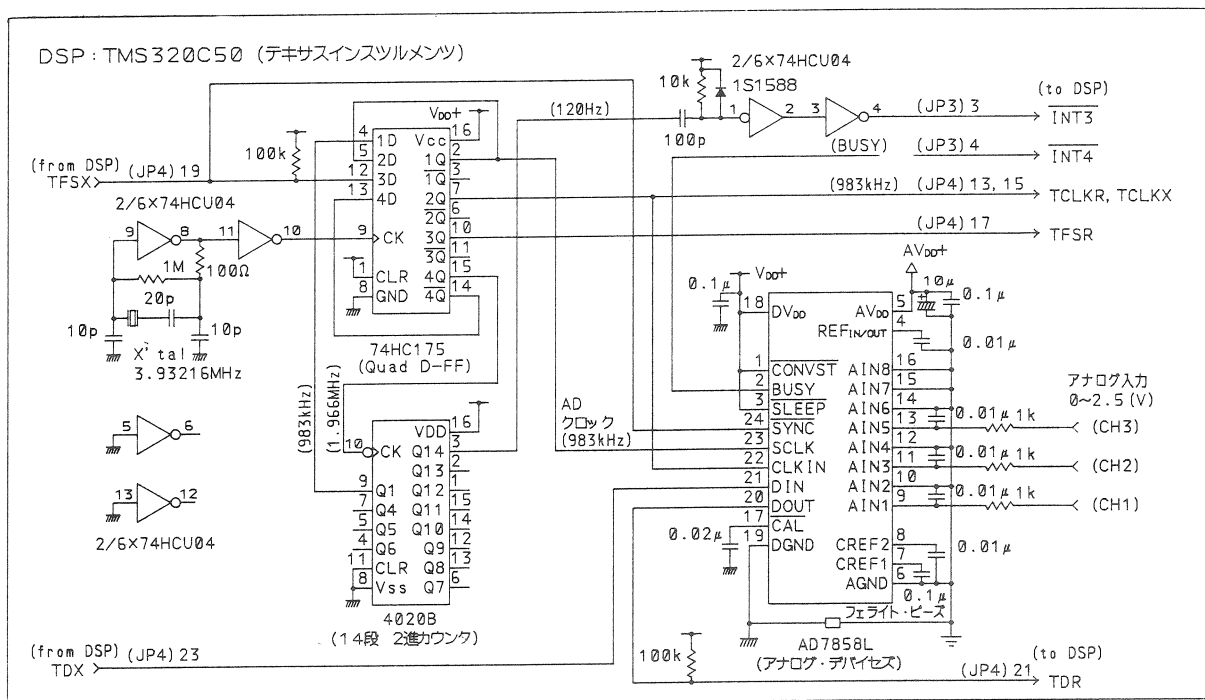 DSP：TMS320C50 (テキサスインスツルメンツ)
2/6×74HCU04
10k
1S1588
(to DSP)
(120Hz)
1
2
3
4
(JP3) 3
INT3
100p
VDD+
4
1D
Vcc
16
5
2D
1Q
2
12
3D
1Q
3
13
4D
2Q
7
2Q
6
9
CK
3Q
10
3Q
11
1
CLR
4Q
15
8
GND
4Q
14
74HC175
(Quad D-FF)
100k
(from DSP)
TFSX
(JP4) 19
(BUSY)
(JP3) 4
INT4
(983kHz)
(JP4) 13, 15
TCLKR, TCLKX
(JP4) 17
TFSR
2/6×74HCU04
9
8
11
10
1M
100Ω
20p
10p
10p
X'tal
3.93216MHz
5
6
13
12
2/6×74HCU04
(983kHz)
(1.966MHz)
10
CK
VDD
16
Q14
3
Q13
2
9
Q1
Q12
1
7
Q4
Q11
15
5
Q5
Q10
14
4
Q6
Q9
12
11
CLR
Q8
13
8
Vss
Q7
6
4020B
(14段 2進カウンタ)
AD
クロック
(983kHz)
VDD+
0.1μ
AVDD+
10μ
+
0.1μ
18
DVDD
AVDD
5
REFIN/OUT
4
0.01μ
1
CONVST
AIN8
16
2
BUSY
AIN7
15
3
SLEEP
AIN6
14
24
SYNC
AIN5
13
23
SCLK
AIN4
12
22
CLKIN
AIN3
11
21
DIN
AIN2
10
20
DOUT
AIN1
9
17
CAL
19
DGND
CREF2
8
CREF1
7
AGND
6
0.02μ
0.01μ
0.1μ
アナログ入力
0~2.5(V)
0.01μ 1k
(CH3)
0.01μ 1k
(CH2)
0.01μ 1k
(CH1)
フェライト・ビーズ
AD7858L
(アナログ・デバイセズ)
(from DSP)
TDX
(JP4) 23
100k
(JP4) 21
(to DSP)
TDR